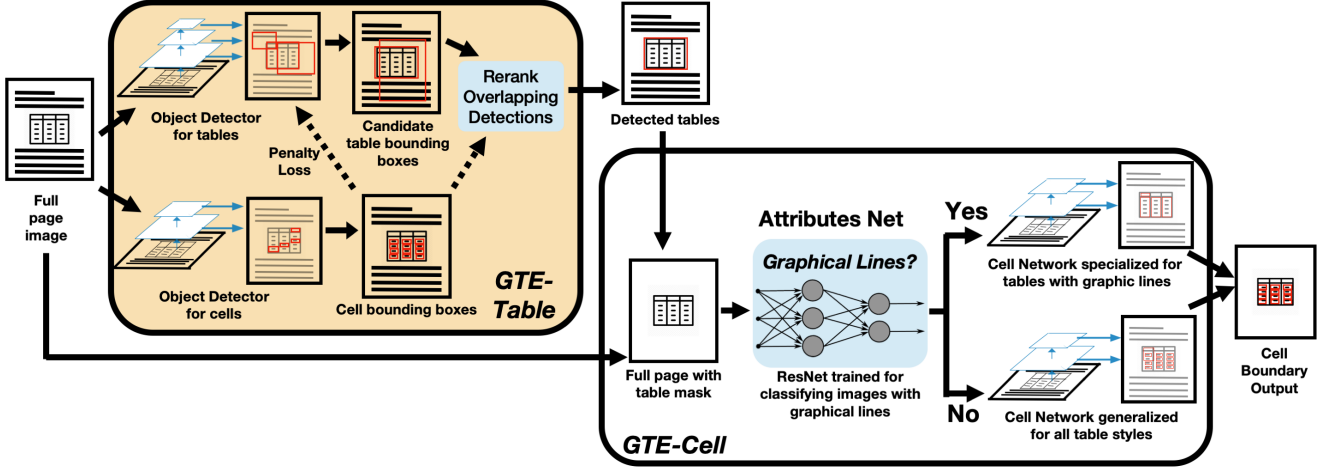 Full
page
image
Object Detector
for tables
Candidate
table bounding
boxes
Rerank
Overlapping
Detections
Penalty
Loss
Object Detector
for cells
Cell bounding boxes
GTE-
Table
Detected tables
Full page with
table mask
Attributes Net
Graphical Lines?
ResNet trained for
classifying images with
graphical lines
Yes
No
Cell Network specialized for
tables with graphic lines
Cell Network generalized
for all table styles
GTE-Cell
Cell
Boundary
Output